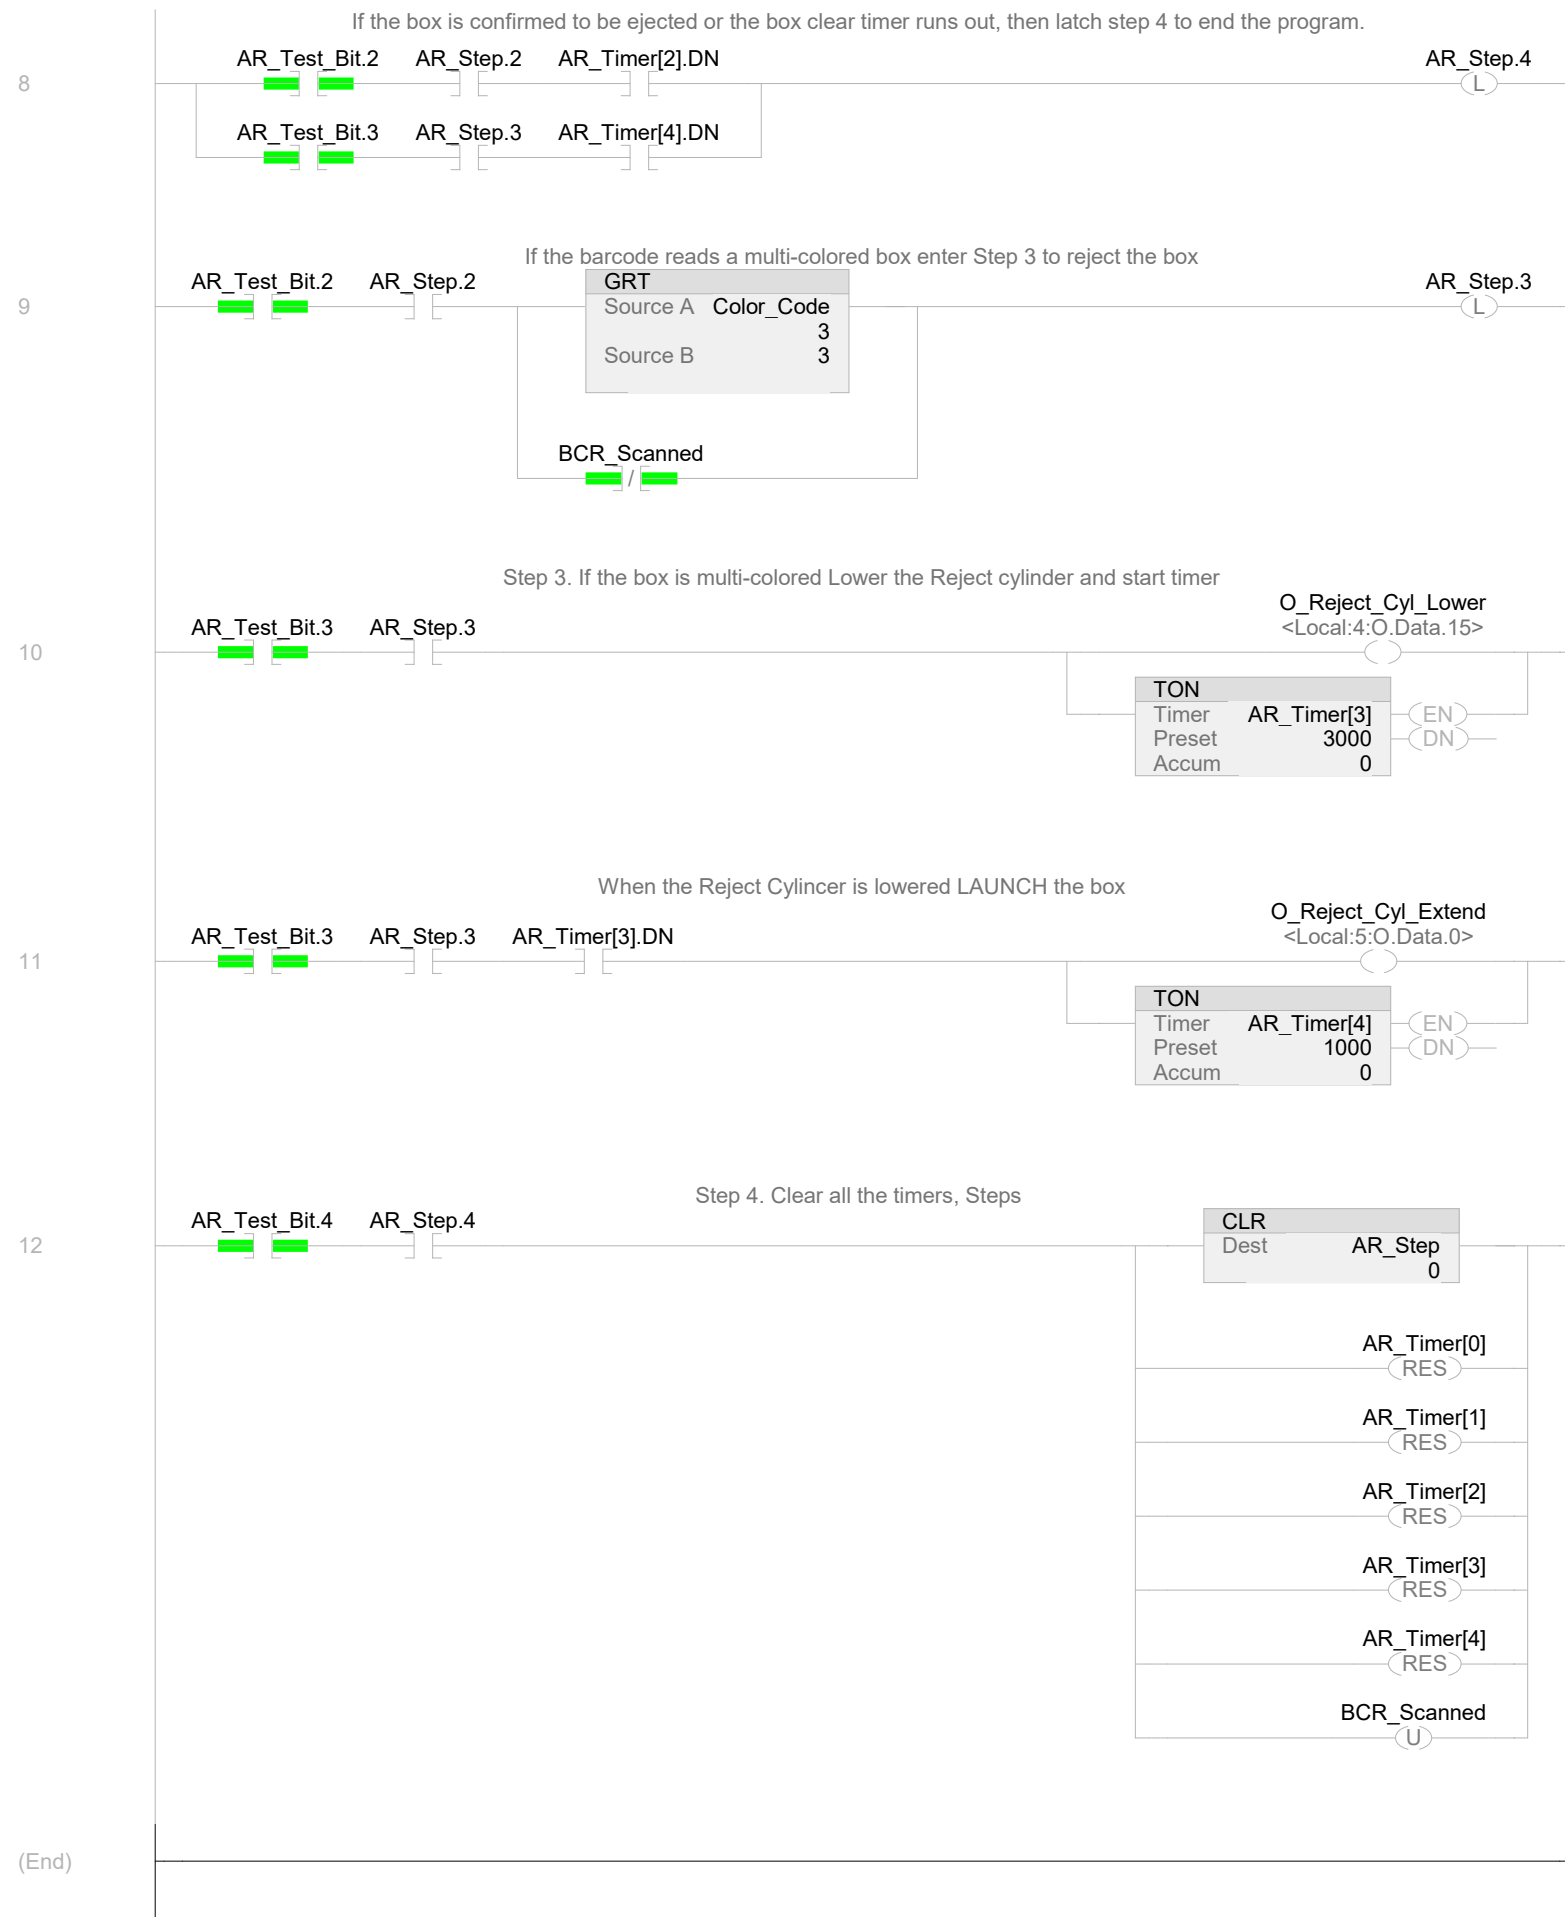 If the box is confirmed to be ejected or the box clear timer runs out, then latch step 4 to end the program.
AR_Test_Bit.2 AR_Step.2 AR_Timer[2].DN AR_Step.4
8 L
AR_Test_Bit.3 AR_Step.3 AR_Timer[4].DN
If the barcode reads a multi-colored box enter Step 3 to reject the box
AR_Test_Bit.2 AR_Step.2 GRT AR_Step.3
9 Source A Color_Code L
3
Source B 3
BCR_Scanned
/
Step 3. If the box is multi-colored Lower the Reject cylinder and start timer
O_Reject_Cyl_Lower
AR_Test_Bit.3 AR_Step.3 <Local:4:O.Data.15>
10
TON
Timer AR_Timer[3] EN
Preset 3000 DN
Accum 0
When the Reject Cylincer is lowered LAUNCH the box
O_Reject_Cyl_Extend
AR_Test_Bit.3 AR_Step.3 AR_Timer[3].DN <Local:5:O.Data.0>
11
TON
Timer AR_Timer[4] EN
Preset 1000 DN
Accum 0
Step 4. Clear all the timers, Steps
AR_Test_Bit.4 AR_Step.4 CLR
12 Dest AR_Step
0
AR_Timer[0]
RES
AR_Timer[1]
RES
AR_Timer[2]
RES
AR_Timer[3]
RES
AR_Timer[4]
RES
BCR_Scanned
U
(End)